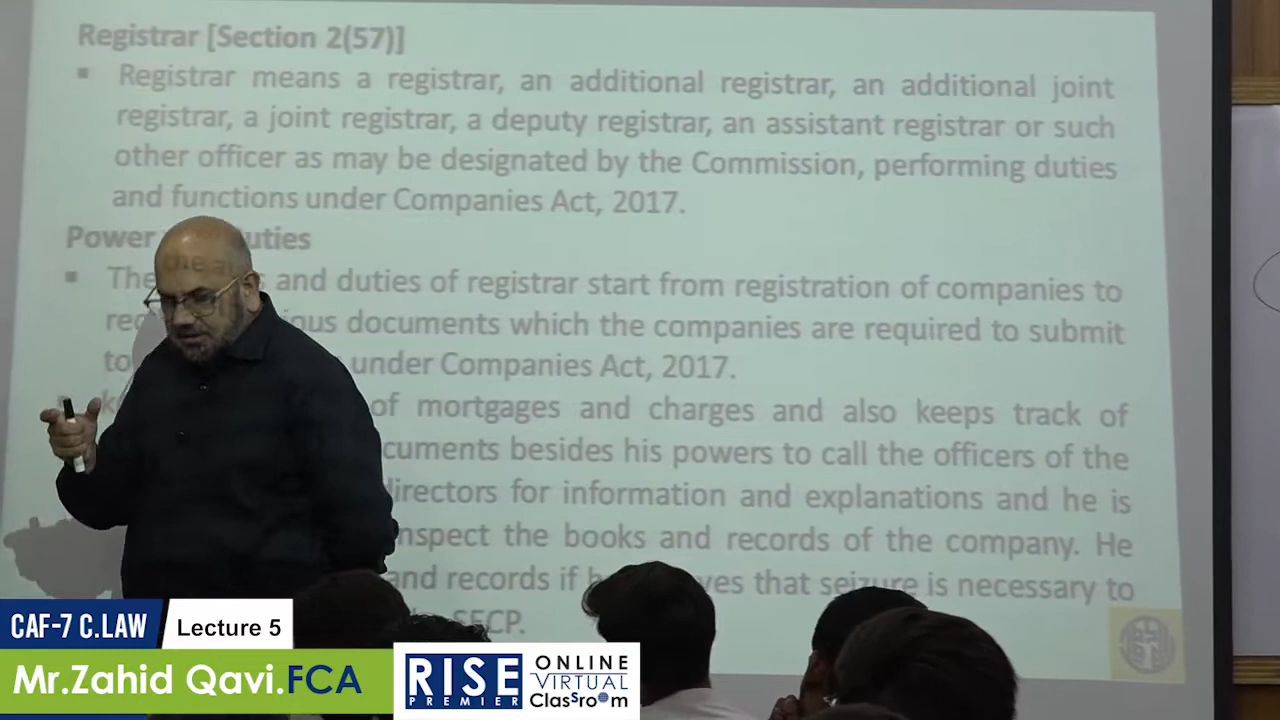 Registrar [Section 2(57)]
▪ Registrar means a registrar, an additional registrar, an additional joint
registrar, a joint registrar, a deputy registrar, an assistant registrar or such
other officer as may be designated by the Commission, performing duties
and functions under Companies Act, 2017.
Power uties
▪ The and duties of registrar start from registration of companies to
rec ious documents which the companies are required to submit
to under Companies Act, 2017.
of mortgages and charges and also keeps track of
cuments besides his powers to call the officers of the
directors for information and explanations and he is
nspect the books and records of the company. He
and records if ves that seizure is necessary to
SECP.
CAF-7 C.LAW Lecture 5
Mr.Zahid Qavi.FCA
RISE PREMIER
ONLINE
VIRTUAL
Classroom